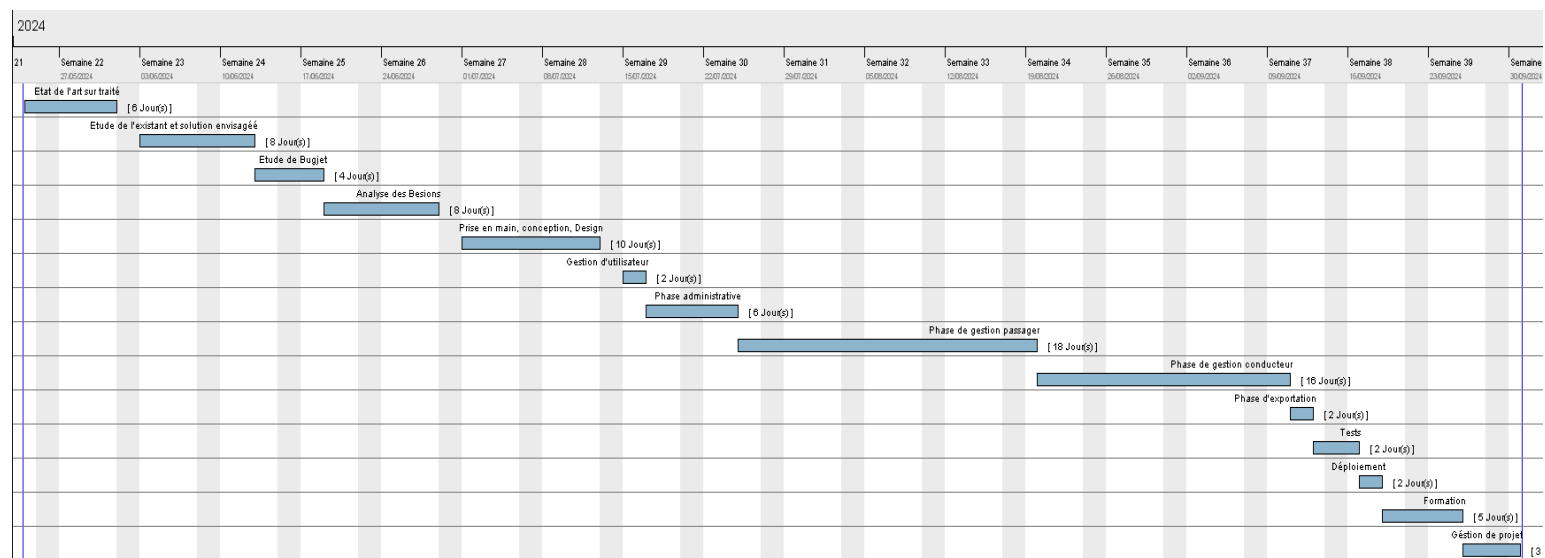 2024
21 Semaine 22 Semaine 23 Semaine 24 Semaine 25 Semaine 26 Semaine 27 Semaine 28 Semaine 29 Semaine 30 Semaine 31 Semaine 32 Semaine 33 Semaine 34 Semaine 35 Semaine 36 Semaine 37 Semaine 38 Semaine 39 Semaine
27/05/2024 03/06/2024 10/06/2024 17/06/2024 24/06/2024 01/07/2024 08/07/2024 15/07/2024 22/07/2024 29/07/2024 05/08/2024 12/08/2024 19/08/2024 26/08/2024 02/09/2024 09/09/2024 16/09/2024 23/09/2024 30/09/2024
Etat de l'art sur traité
[ 6 Jour(s) ]
Etude de l'existant et solution envisagéé
[ 8 Jour(s) ]
Etude de Bugjet
[ 4 Jour(s) ]
Analyse des Besions
[ 8 Jour(s) ]
Prise en main, conception, Design
[ 10 Jour(s) ]
Gestion d'utilisateur
[ 2 Jour(s) ]
Phase administrative
[ 6 Jour(s) ]
Phase de gestion passager
[ 18 Jour(s) ]
Phase de gestion conducteur
[ 16 Jour(s) ]
Phase d'exportation
[ 2 Jour(s) ]
Tests
[ 2 Jour(s) ]
Déploiement
[ 2 Jour(s) ]
Formation
[ 5 Jour(s) ]
Géstion de projet
[ 3